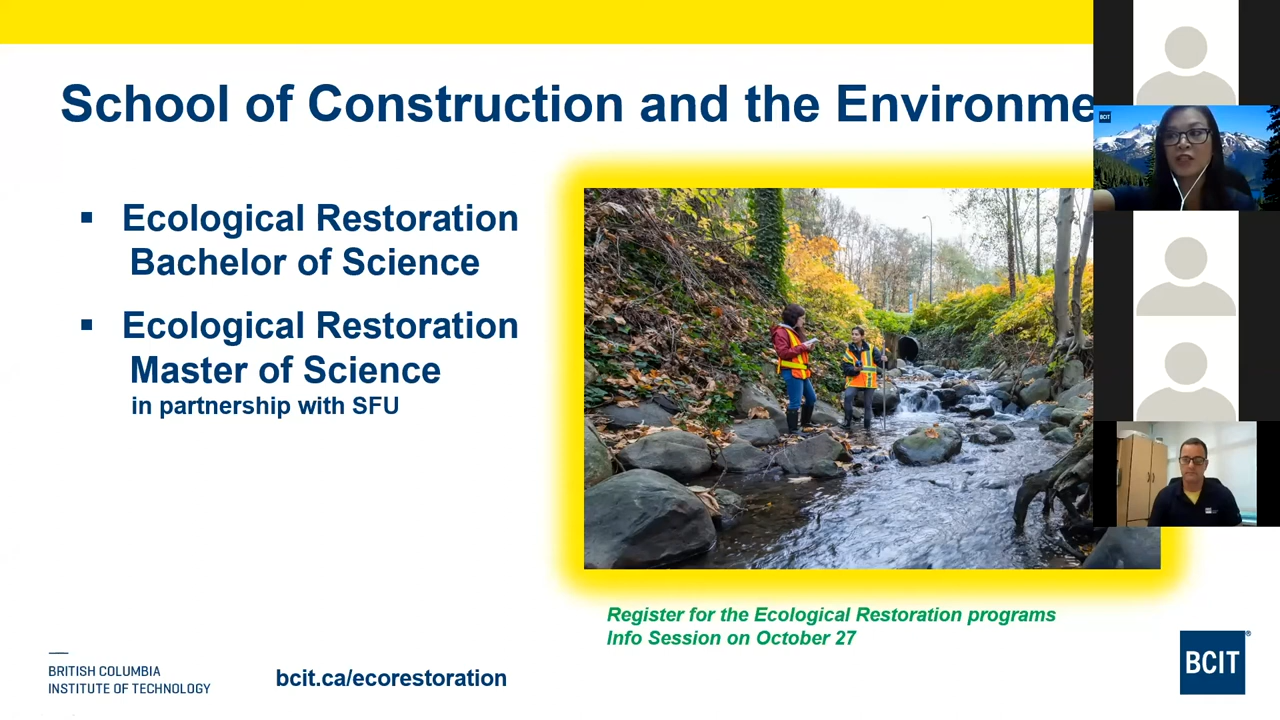 School of Construction and the Environme
▪ Ecological Restoration
Bachelor of Science
▪ Ecological Restoration
Master of Science
in partnership with SFU
BCIT
Register for the Ecological Restoration programs
Info Session on October 27
BRITISH COLUMBIA
INSTITUTE OF TECHNOLOGY
bcit.ca/ecorestoration
BCIT®